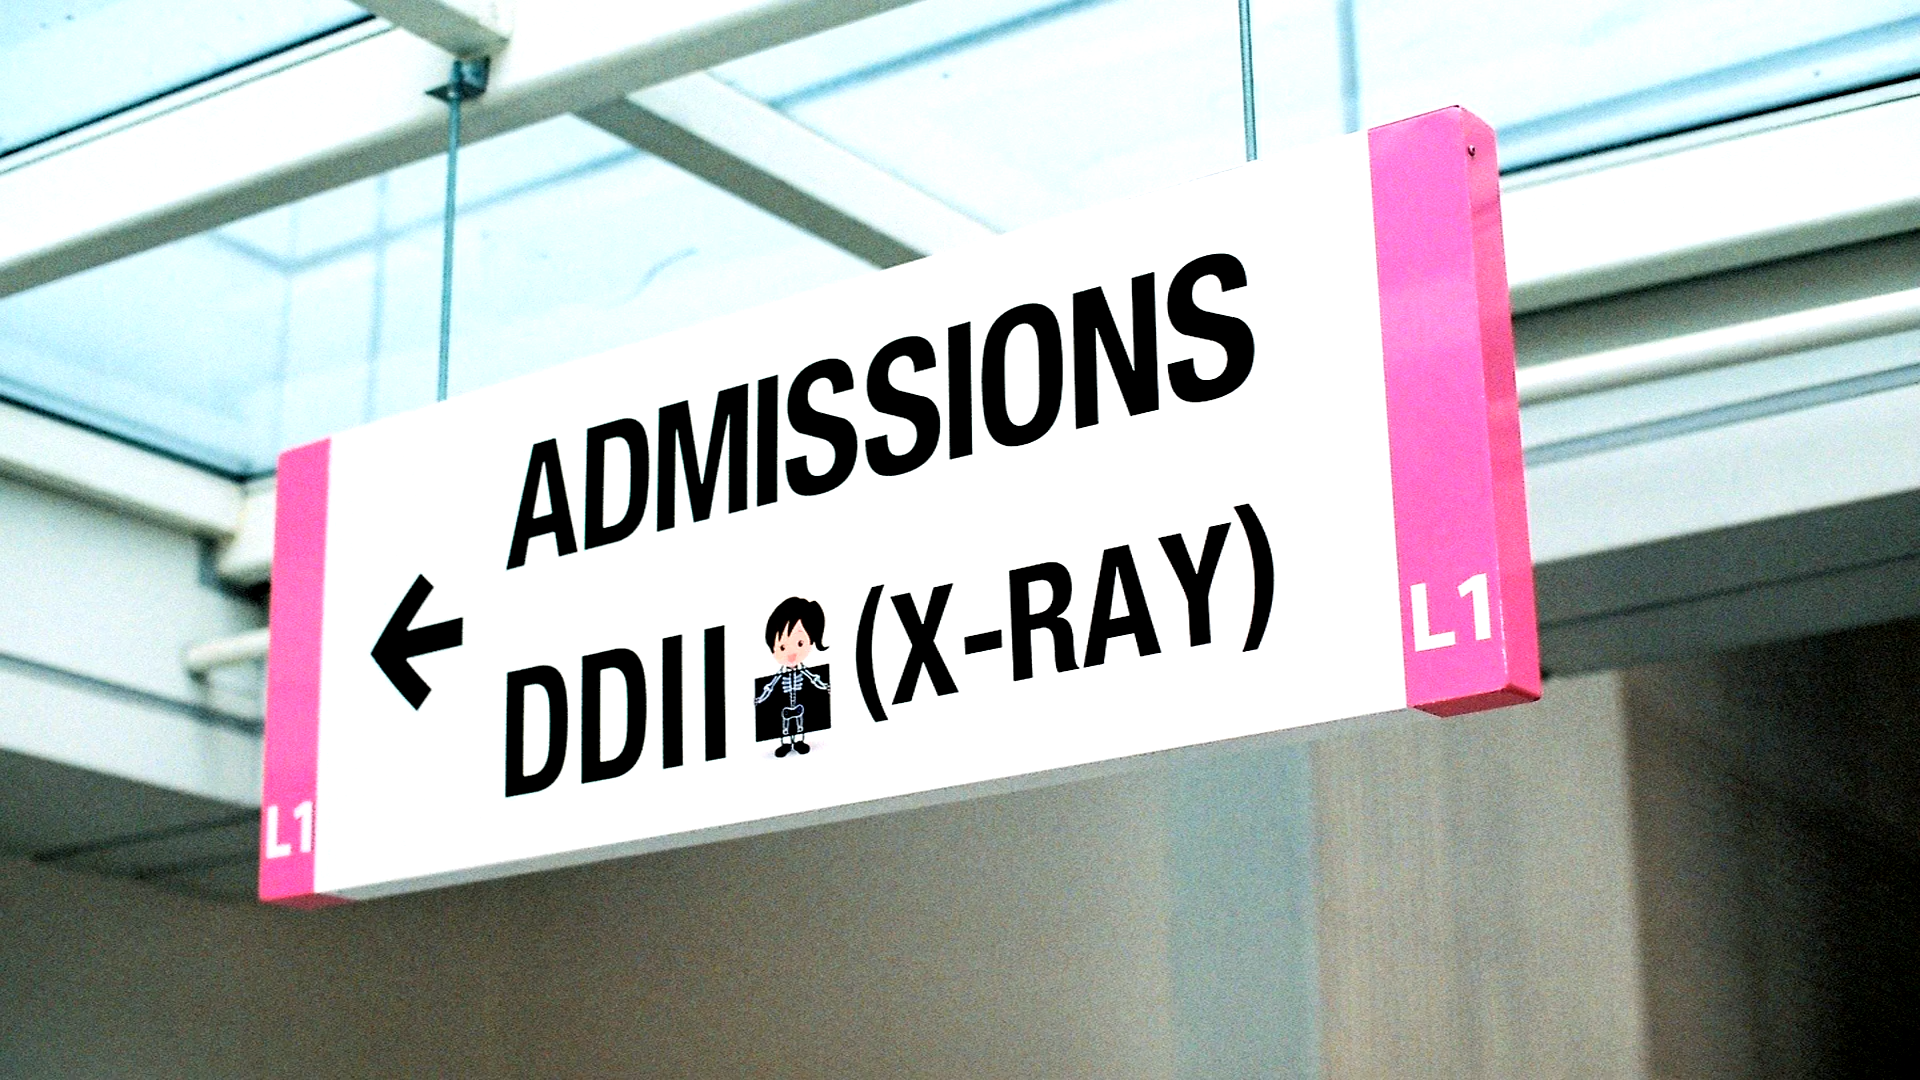 ADMISSIONS
← DDII (X-RAY)
L1
L1